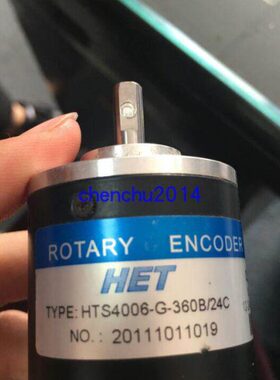 chenchu2014
ROTARY ENCODER
HET
TYPE: HTS4006-G-360B/24C
NO.: 20111011019